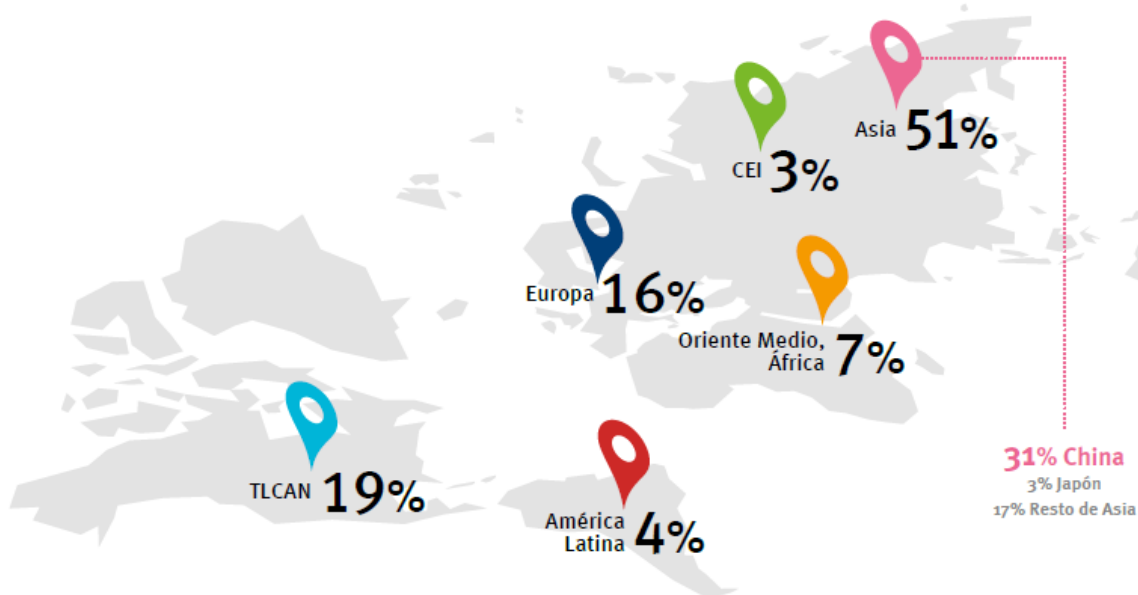 Asia 51%
CEI 3%
Europa 16%
Oriente Medio,
África 7%
TLCAN 19%
América
Latina 4%
31% China
3% Japón
17% Resto de Asia